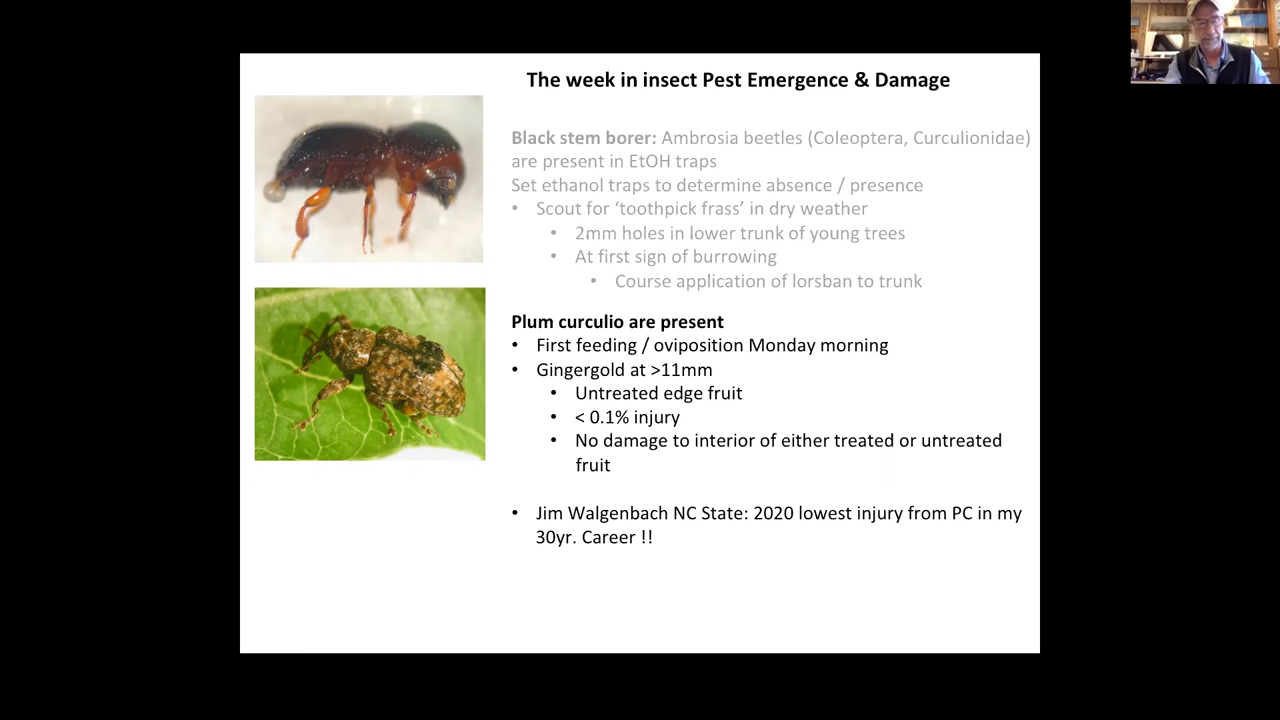 The week in insect Pest Emergence & Damage
Black stem borer: Ambrosia beetles (Coleoptera, Curculionidae)
are present in EtOH traps
Set ethanol traps to determine absence / presence
• Scout for ‘toothpick frass’ in dry weather
• 2mm holes in lower trunk of young trees
• At first sign of burrowing
• Course application of lorsban to trunk
Plum curculio are present
• First feeding / oviposition Monday morning
• Gingergold at >11mm
• Untreated edge fruit
• < 0.1% injury
• No damage to interior of either treated or untreated
fruit
• Jim Walgenbach NC State: 2020 lowest injury from PC in my
30yr. Career !!